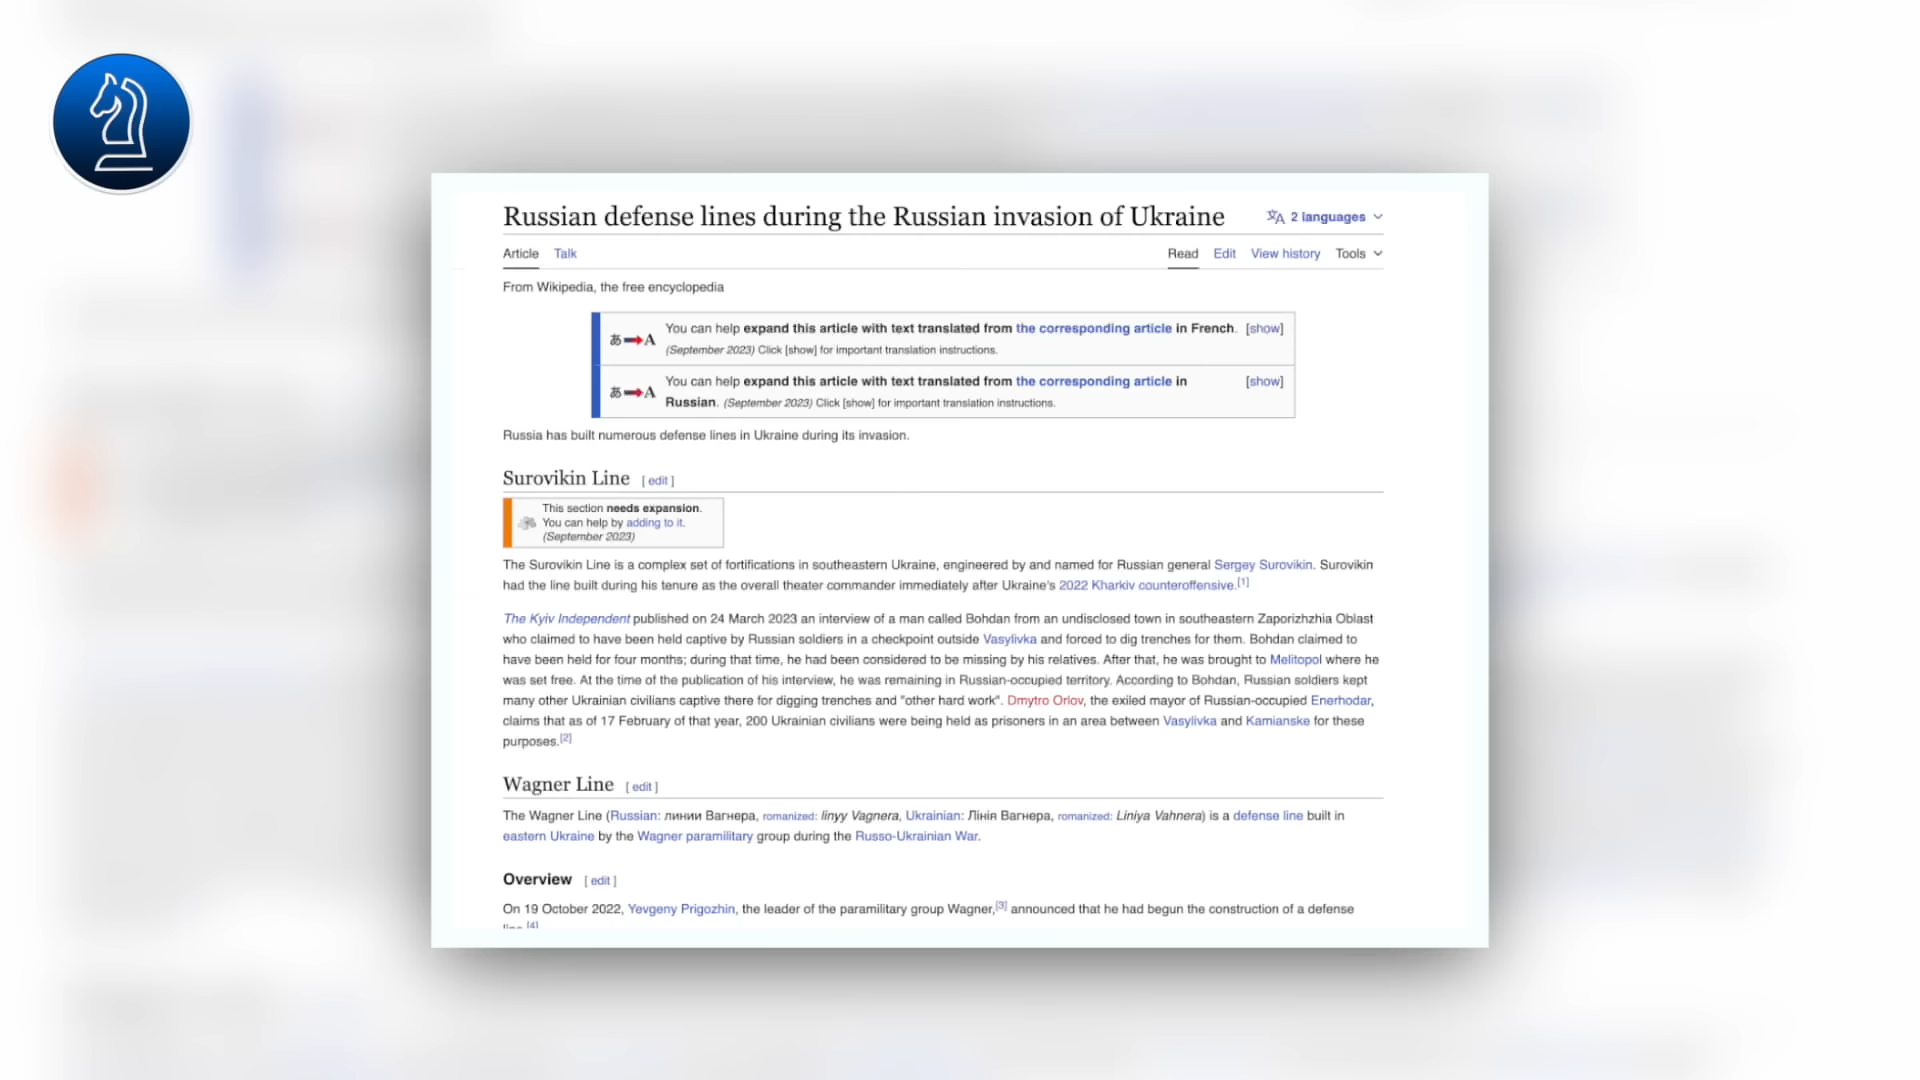 Russian defense lines during the Russian invasion of Ukraine 2 languages
Article Talk Read Edit View history Tools
From Wikipedia, the free encyclopedia
You can help expand this article with text translated from the corresponding article in French. [show]
(September 2023) Click [show] for important translation instructions.
You can help expand this article with text translated from the corresponding article in [show]
Russian. (September 2023) Click [show] for important translation instructions.
Russia has built numerous defense lines in Ukraine during its invasion.
Surovikin Line [ edit ]
This section needs expansion.
You can help by adding to it.
(September 2023)
The Surovikin Line is a complex set of fortifications in southeastern Ukraine, engineered by and named for Russian general Sergey Surovikin. Surovikin
had the line built during his tenure as the overall theater commander immediately after Ukraine's 2022 Kharkiv counteroffensive.[1]
The Kyiv Independent published on 24 March 2023 an interview of a man called Bohdan from an undisclosed town in southeastern Zaporizhzhia Oblast
who claimed to have been held captive by Russian soldiers in a checkpoint outside Vasylivka and forced to dig trenches for them. Bohdan claimed to
have been held for four months; during that time, he had been considered to be missing by his relatives. After that, he was brought to Melitopol where he
was set free. At the time of the publication of his interview, he was remaining in Russian-occupied territory. According to Bohdan, Russian soldiers kept
many other Ukrainian civilians captive there for digging trenches and "other hard work". Dmytro Orlov, the exiled mayor of Russian-occupied Enerhodar,
claims that as of 17 February of that year, 200 Ukrainian civilians were being held as prisoners in an area between Vasylivka and Kamianske for these
purposes.[2]
Wagner Line [ edit ]
The Wagner Line (Russian: линии Вагнера, romanized: linyy Vagnera, Ukrainian: Лінія Вагнера, romanized: Liniya Vahnera) is a defense line built in
eastern Ukraine by the Wagner paramilitary group during the Russo-Ukrainian War.
Overview [ edit ]
On 19 October 2022, Yevgeny Prigozhin, the leader of the paramilitary group Wagner,[3] announced that he had begun the construction of a defense
line.[4]